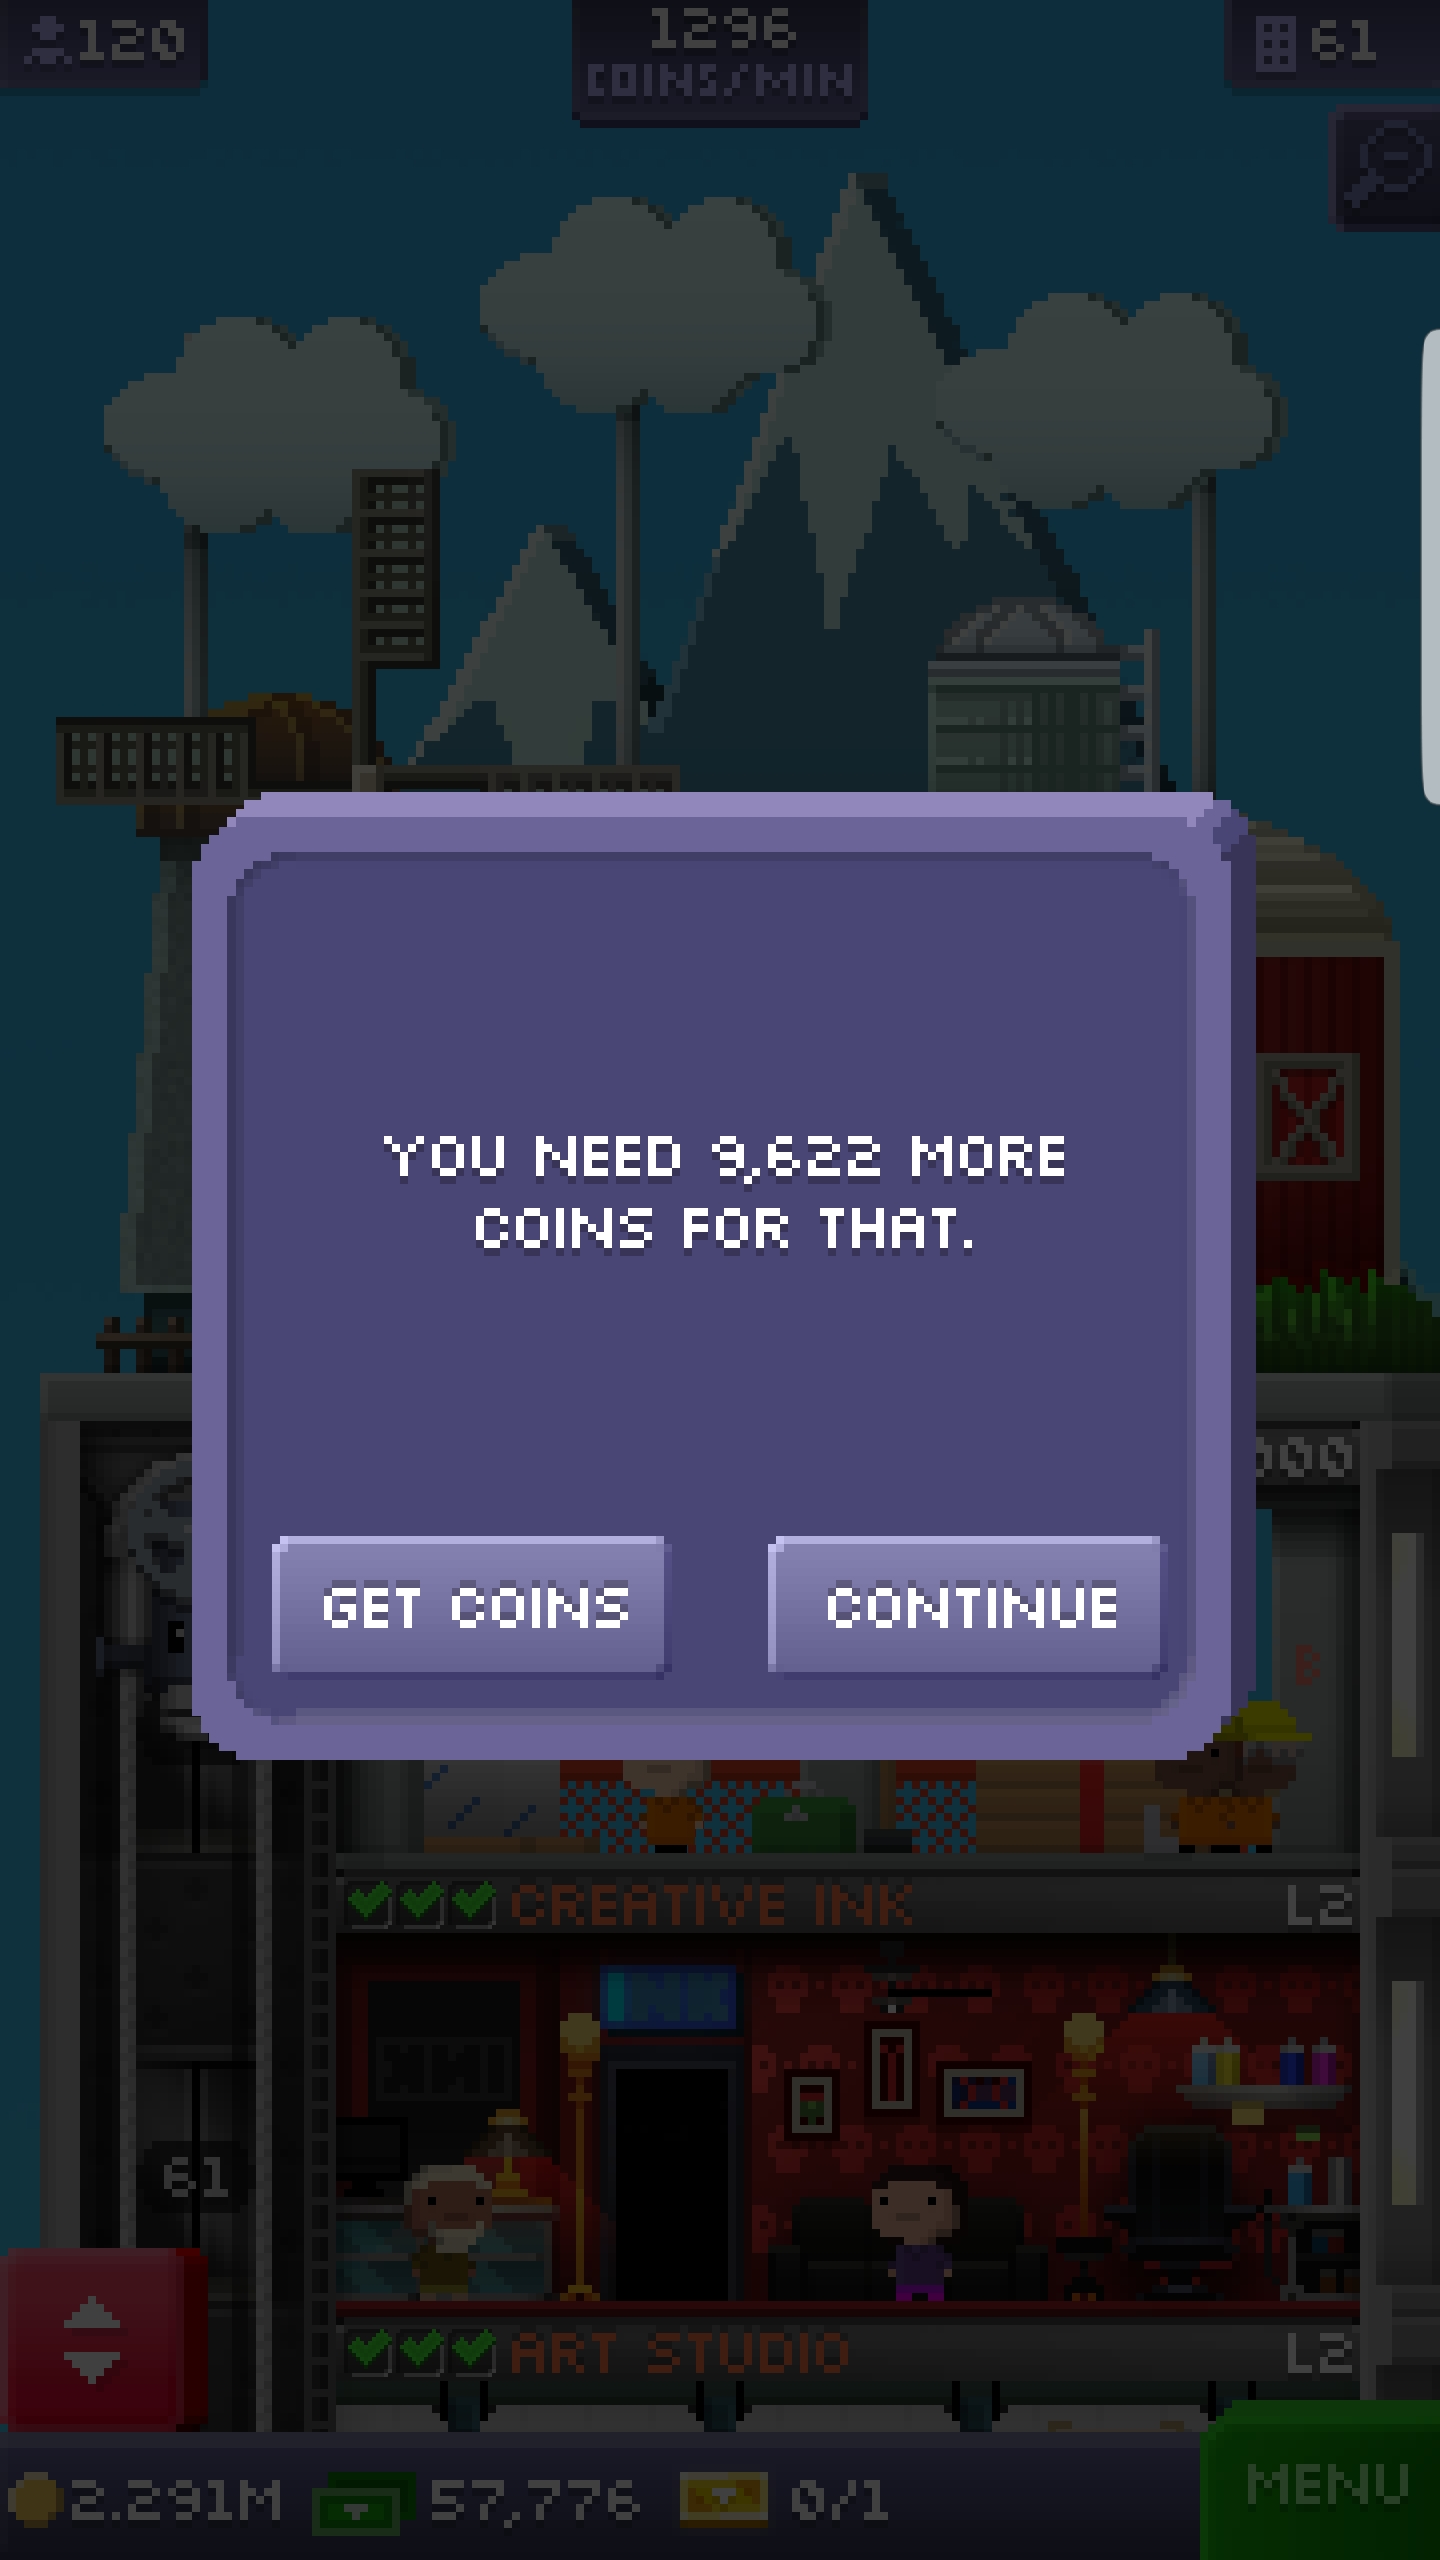 120
1296
COINS/MIN
61
YOU NEED 9,622 MORE
COINS FOR THAT.
000
GET COINS
CONTINUE
B
CREATIVE INK
L2
INK
61
ART STUDIO
L2
2.291M
57,776
0/1
MENU